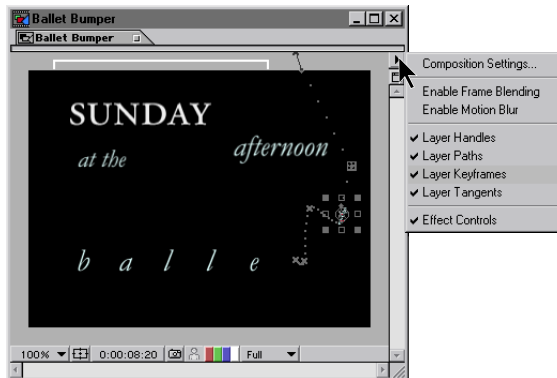 Ballet Bumper
Ballet Bumper
Composition Settings...
Enable Frame Blending
Enable Motion Blur
Layer Handles
Layer Paths
Layer Keyframes
Layer Tangents
Effect Controls
SUNDAY
at the
afternoon
b a l l e
100% 0:00:08:20 Full